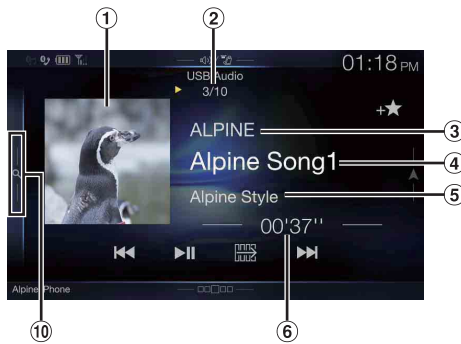 ① ②
01:18 PM
USB Audio
3/10
+★
ALPINE ③
Alpine Song1 ④
Alpine Style ⑤
00'37''
Alpine Phone
⑩ ⑥